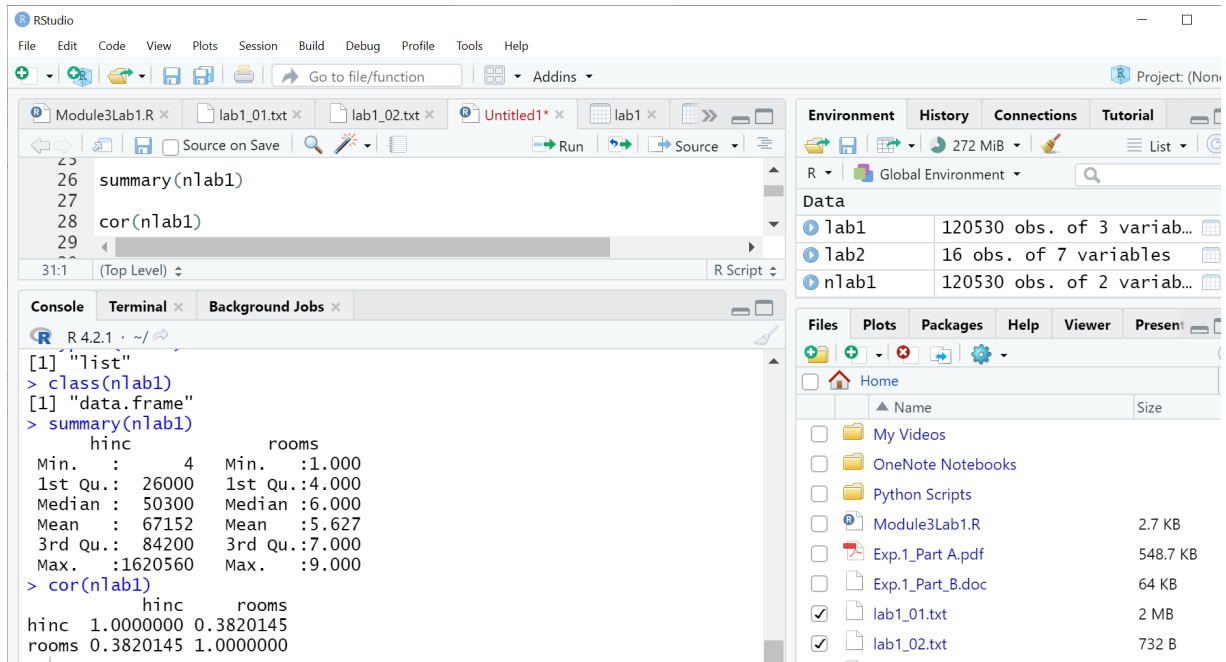 RStudio
File Edit Code View Plots Session Build Debug Profile Tools Help
Go to file/function Addins Project: (None
Module3Lab1.R lab1_01.txt lab1_02.txt Untitled1* lab1
Source on Save Run Source
25
26 summary(nlab1)
27
28 cor(nlab1)
29
31:1 (Top Level) R Script
Console Terminal Background Jobs
R 4.2.1 · ~/
[1] "list"
> class(nlab1)
[1] "data.frame"
> summary(nlab1)
hinc rooms
Min. : 4 Min. :1.000
1st Qu.: 26000 1st Qu.:4.000
Median : 50300 Median :6.000
Mean : 67152 Mean :5.627
3rd Qu.: 84200 3rd Qu.:7.000
Max. :1620560 Max. :9.000
> cor(nlab1)
hinc rooms
hinc 1.0000000 0.3820145
rooms 0.3820145 1.0000000
Environment History Connections Tutorial
272 MiB List
R Global Environment
Data
lab1 120530 obs. of 3 variab...
lab2 16 obs. of 7 variables
nlab1 120530 obs. of 2 variab...
Files Plots Packages Help Viewer Present
Home
Name Size
My Videos
OneNote Notebooks
Python Scripts
Module3Lab1.R 2.7 KB
Exp.1_Part A.pdf 548.7 KB
Exp.1_Part_B.doc 64 KB
lab1_01.txt 2 MB
lab1_02.txt 732 B